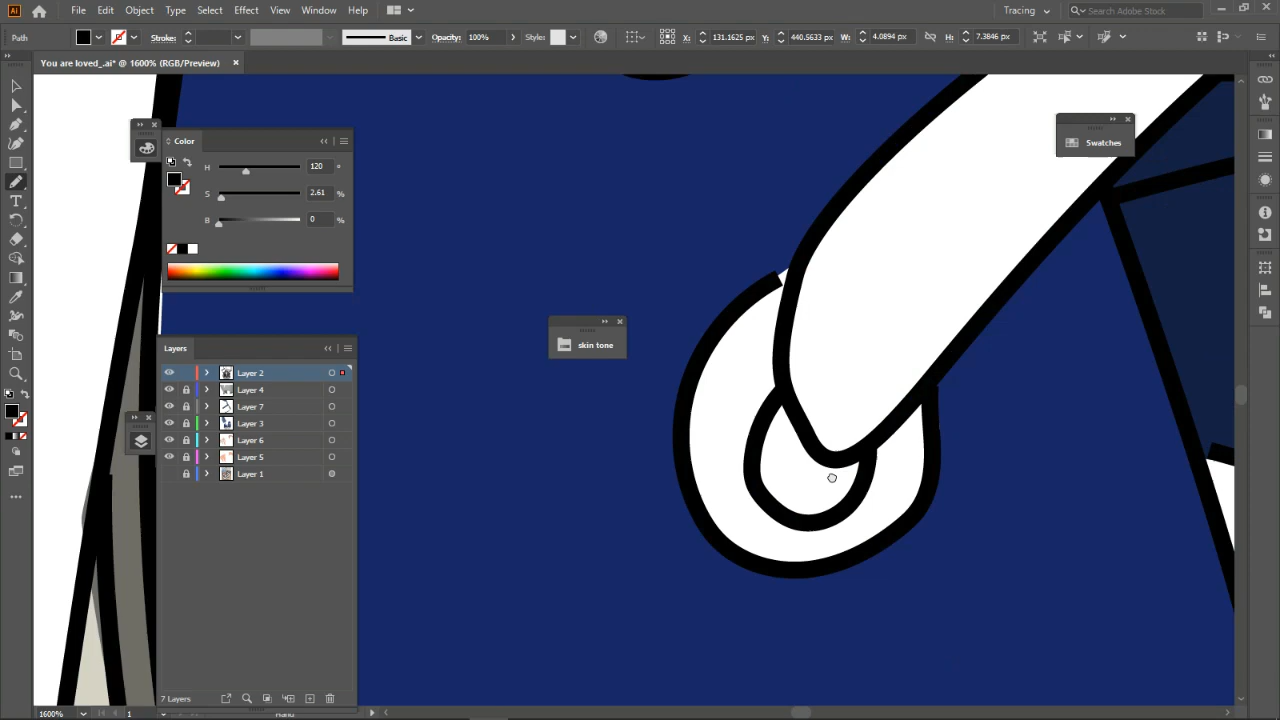 Ai File Edit Object Type Select Effect View Window Help Tracing Search Adobe Stock
Path Stroke: Basic Opacity: 100% Style: X: 131.1625 px Y: 440.5633 px W: 4.0894 px H: 7.3846 px
You are loved_.ai* @ 1600% (RGB/Preview)
Color
H 120 °
S 2.61 %
B 0 %
Swatches
skin tone
Layers
Layer 2
Layer 4
Layer 7
Layer 3
Layer 6
Layer 5
Layer 1
7 Layers
1600% 1 Hand